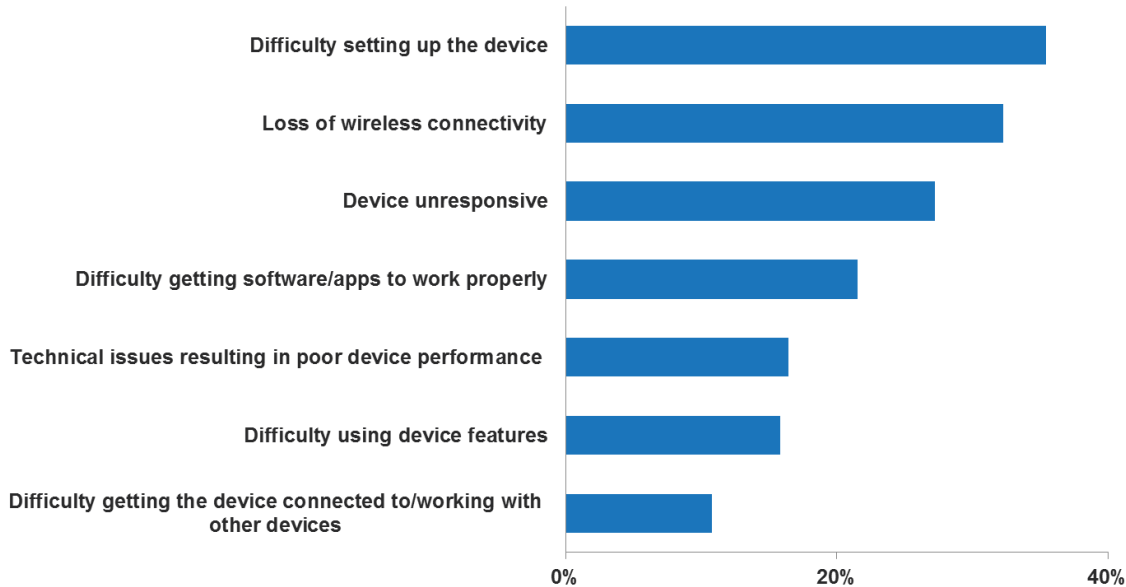 Difficulty setting up the device
Loss of wireless connectivity
Device unresponsive
Difficulty getting software/apps to work properly
Technical issues resulting in poor device performance
Difficulty using device features
Difficulty getting the device connected to/working with
other devices
0%
20%
40%